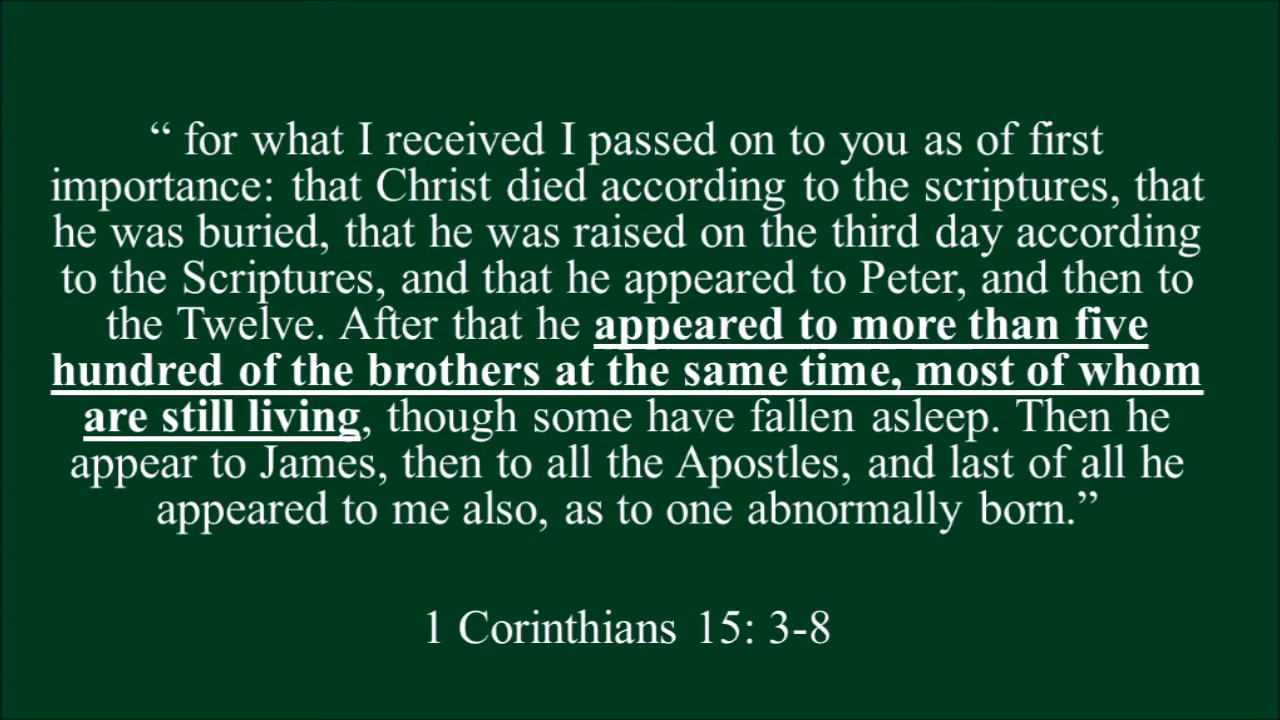 “ for what I received I passed on to you as of first
importance: that Christ died according to the scriptures, that
he was buried, that he was raised on the third day according
to the Scriptures, and that he appeared to Peter, and then to
the Twelve. After that he appeared to more than five
hundred of the brothers at the same time, most of whom
are still living, though some have fallen asleep. Then he
appear to James, then to all the Apostles, and last of all he
appeared to me also, as to one abnormally born.”
1 Corinthians 15: 3-8